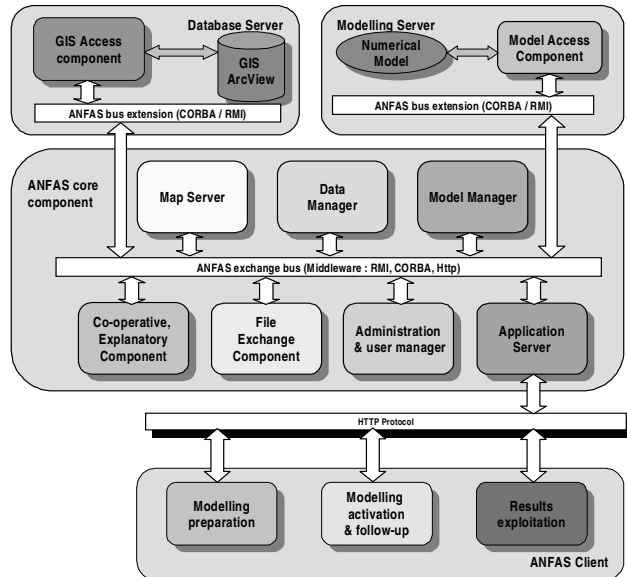 Database Server
GIS Access
component
GIS
ArcView
ANFAS bus extension (CORBA / RMI)
Modelling Server
Numerical
Model
Model Access
Component
ANFAS bus extension (CORBA / RMI)
ANFAS core
component
Map Server
Data
Manager
Model Manager
ANFAS exchange bus (Middleware : RMI, CORBA, Http)
Co-operative,
Explanatory
Component
File
Exchange
Component
Administration
& user manager
Application
Server
HTTP Protocol
Modelling
preparation
Modelling
activation
& follow-up
Results
exploitation
ANFAS Client